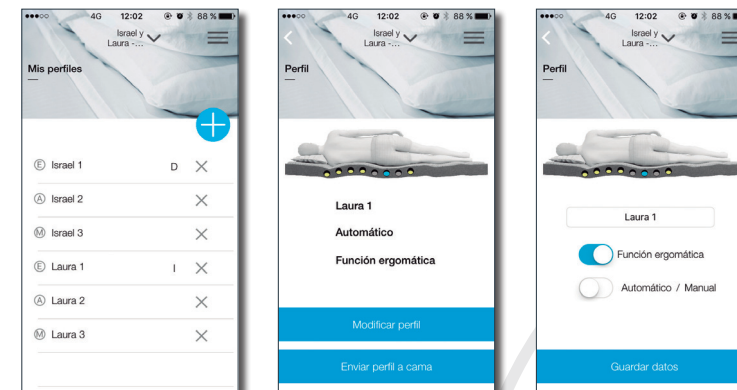 4G 12:02 88 %
Israel y
Laura -...
Mis perfiles
E Israel 1 D
A Israel 2
M Israel 3
E Laura 1 I
A Laura 2
M Laura 3
4G 12:02 88 %
Israel y
Laura -...
Perfil
Laura 1
Automático
Función ergomática
Modificar perfil
Enviar perfil a cama
4G 12:02 88 %
Israel y
Laura -...
Perfil
Laura 1
Función ergomática
Automático / Manual
Guardar datos